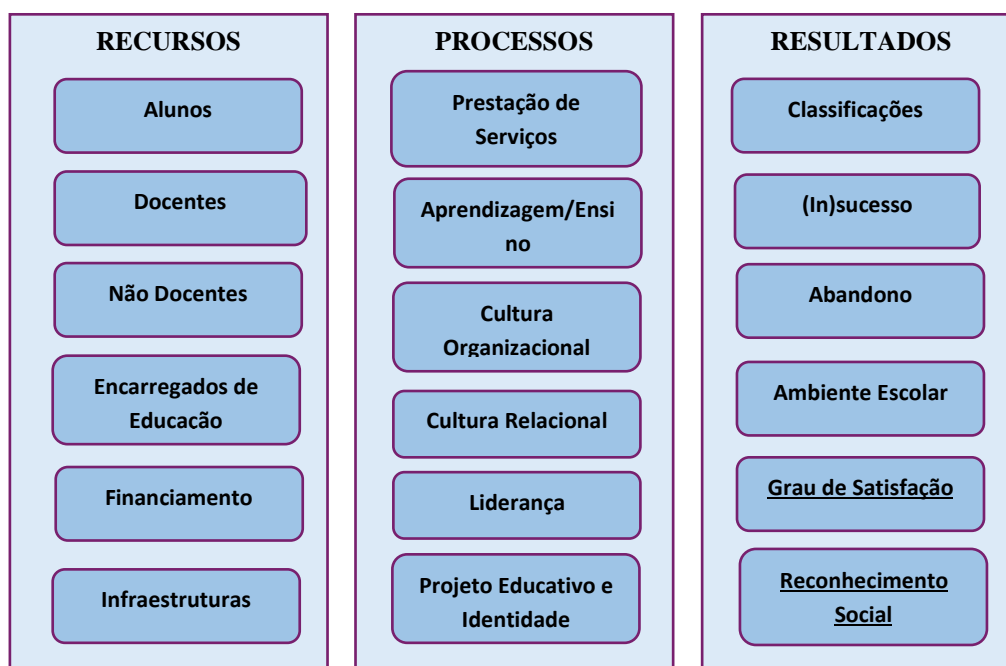 RECURSOS
Alunos
Docentes
Não Docentes
Encarregados de
Educação
Financiamento
Infraestruturas
PROCESSOS
Prestação de
Serviços
Aprendizagem/Ensi
no
Cultura
Organizacional
Cultura Relacional
Liderança
Projeto Educativo e
Identidade
RESULTADOS
Classificações
(In)sucesso
Abandono
Ambiente Escolar
Grau de Satisfação
Reconhecimento
Social